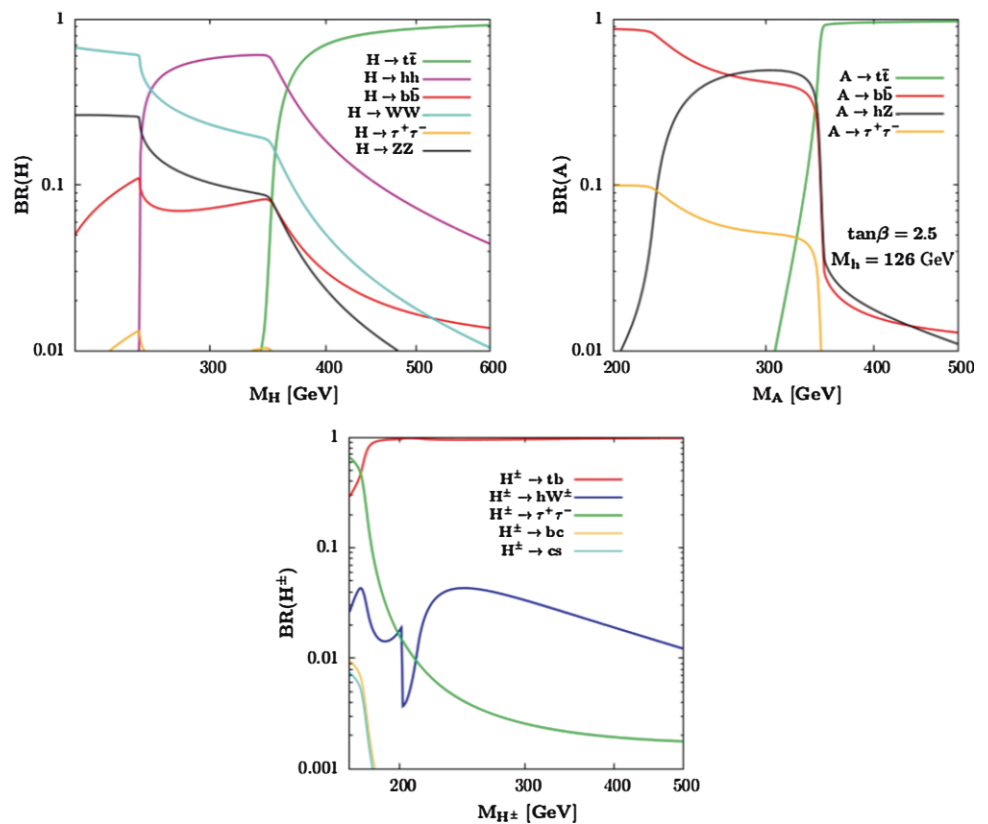 1
0.1
0.01
BR(H)
H → tt̄
H → hh
H → bb̄
H → WW
H → τ⁺τ⁻
H → ZZ
300
400
500
600
M_H [GeV]
1
0.1
0.01
BR(A)
A → tt̄
A → bb̄
A → hZ
A → τ⁺τ⁻
tanβ = 2.5
M_h = 126 GeV
200
300
400
500
M_A [GeV]
1
0.1
0.01
0.001
BR(H^±)
H^± → tb
H^± → hW^±
H^± → τ⁺τ⁻
H^± → bc
H^± → cs
200
300
400
500
M_H± [GeV]